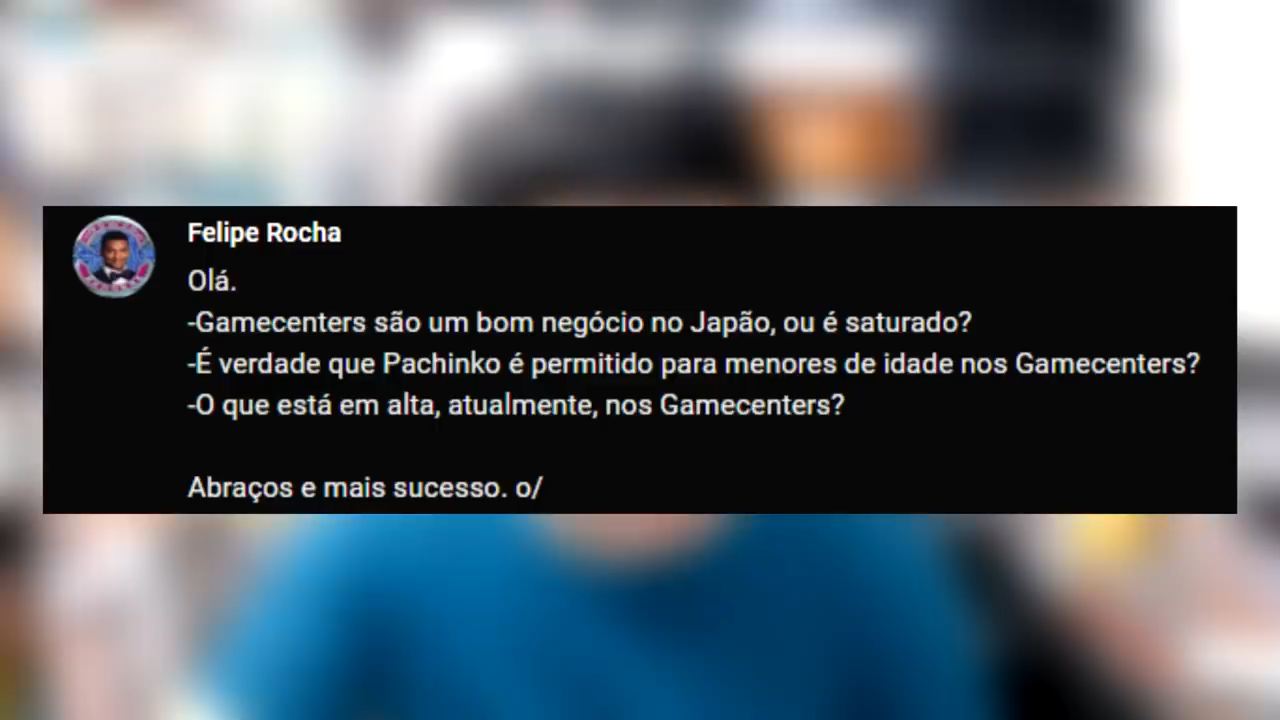 Felipe Rocha
Olá.
-Gamecenters são um bom negócio no Japão, ou é saturado?
-É verdade que Pachinko é permitido para menores de idade nos Gamecenters?
-O que está em alta, atualmente, nos Gamecenters?
Abraços e mais sucesso. o/